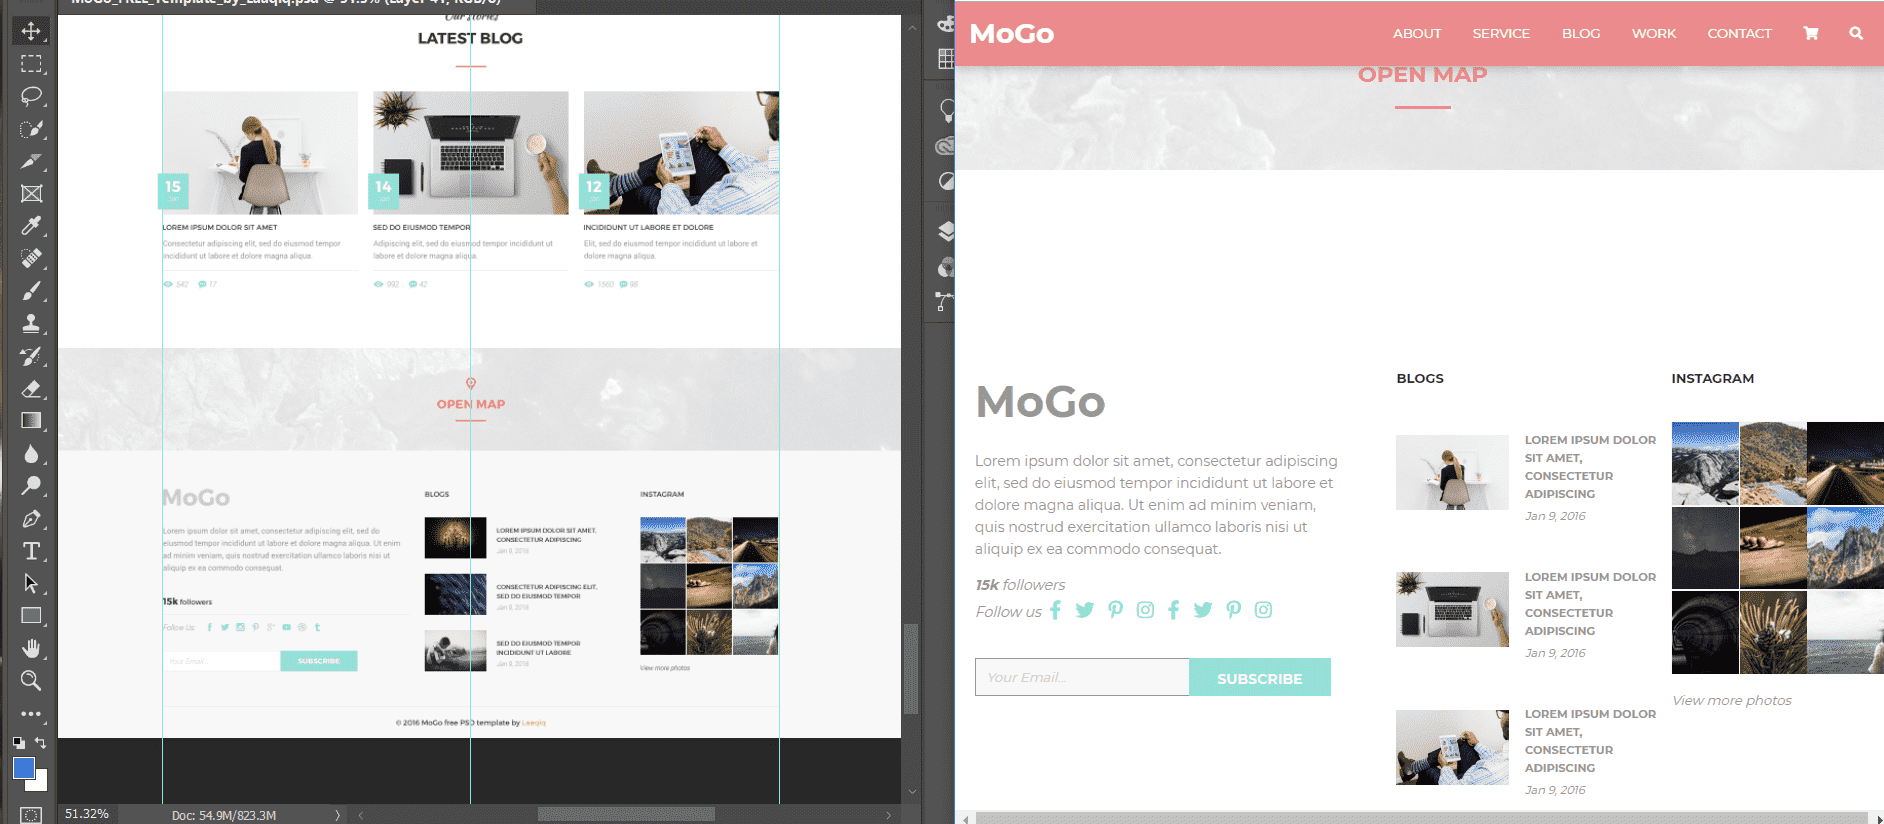 MoGo_FREE_Template_by_Laaqiq.psd @ 51.3% (Layer 41, RGB/8)
Our Stories
LATEST BLOG
15
Jan
14
Jan
12
Jan
LOREM IPSUM DOLOR SIT AMET
Consectetur adipiscing elit, sed do eiusmod tempor
incididunt ut labore et dolore magna aliqua.
542 17
SED DO EIUSMOD TEMPOR
Adipiscing elit, sed do eiusmod tempor incididunt ut
labore et dolore magna aliqua.
992 42
INCIDIDUNT UT LABORE ET DOLORE
Elit, sed do eiusmod tempor incididunt ut labore et
dolore magna aliqua.
1560 98
OPEN MAP
MoGo
Lorem ipsum dolor sit amet, consectetur adipiscing elit, sed do
eiusmod tempor incididunt ut labore et dolore magna aliqua. Ut enim
ad minim veniam, quis nostrud exercitation ullamco laboris nisi ut
aliquip ex ea commodo consequat.
15k followers
Follow Us:
Your Email...
SUBSCRIBE
BLOGS
LOREM IPSUM DOLOR SIT AMET,
CONSECTETUR ADIPISCING
Jan 9, 2016
CONSECTETUR ADIPISCING ELIT,
SED DO EIUSMOD TEMPOR
Jan 9, 2016
SED DO EIUSMOD TEMPOR
INCIDIDUNT UT LABORE
Jan 9, 2016
INSTAGRAM
View more photos
© 2016 MoGo free PSD template by Laaqiq
51.32%
Doc: 54.9M/823.3M
MoGo
ABOUT
SERVICE
BLOG
WORK
CONTACT
OPEN MAP
MoGo
Lorem ipsum dolor sit amet, consectetur adipiscing
elit, sed do eiusmod tempor incididunt ut labore et
dolore magna aliqua. Ut enim ad minim veniam,
quis nostrud exercitation ullamco laboris nisi ut
aliquip ex ea commodo consequat.
15k followers
Follow us
Your Email...
SUBSCRIBE
BLOGS
LOREM IPSUM DOLOR
SIT AMET,
CONSECTETUR
ADIPISCING
Jan 9, 2016
LOREM IPSUM DOLOR
SIT AMET,
CONSECTETUR
ADIPISCING
Jan 9, 2016
LOREM IPSUM DOLOR
SIT AMET,
CONSECTETUR
ADIPISCING
Jan 9, 2016
INSTAGRAM
View more photos